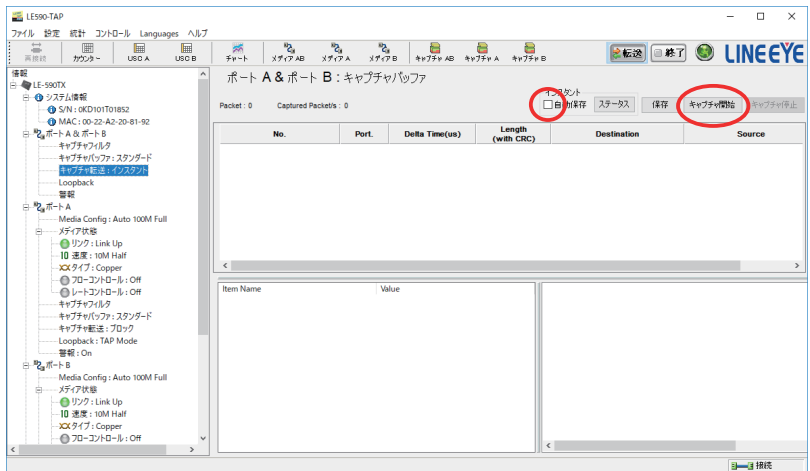 LE590-TAP
ファイル 設定 統計 コントロール Languages ヘルプ
再接続 カウンター USO A USO B チャート メディア AB メディア A メディア B キャプチャ AB キャプチャ A キャプチャ B 転送 終了 LINEEYE
情報
LE-590TX
システム情報
S/N : 0KD101T01852
MAC : 00-22-A2-20-81-92
ポート A & ポート B
キャプチャフィルタ
キャプチャバッファ : スタンダード
キャプチャ転送 : インスタント
Loopback
警報
ポート A
Media Config : Auto 100M Full
メディア状態
リンク : Link Up
速度 : 10M Half
タイプ : Copper
フローコントロール : Off
レートコントロール : Off
キャプチャフィルタ
キャプチャバッファ : スタンダード
キャプチャ転送 : ブロック
Loopback : TAP Mode
警報 : On
ポート B
Media Config : Auto 100M Full
メディア状態
リンク : Link Up
速度 : 10M Half
タイプ : Copper
フローコントロール : Off
ポート A & ポート B : キャプチャバッファ
Packet : 0 Captured Packet/s : 0
インスタント
自動保存 ステータス 保存 キャプチャ開始 キャプチャ停止
No. Port. Delta Time(us) Length (with CRC) Destination Source
Item Name Value
接続